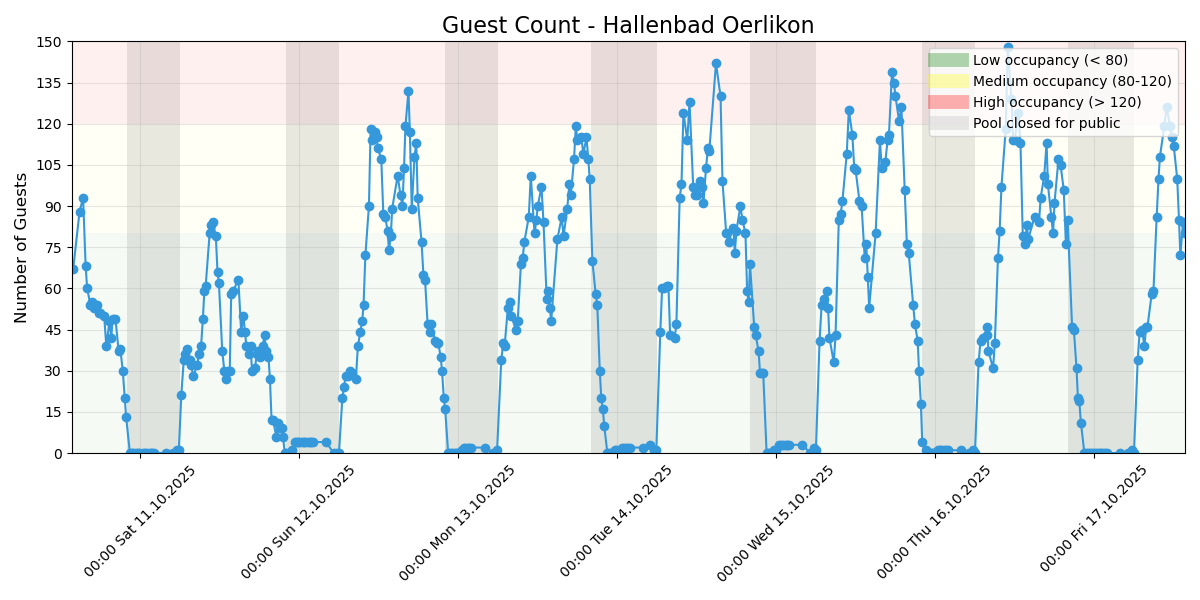 Guest Count - Hallenbad Oerlikon
Number of Guests
150
135
120
105
90
75
60
45
30
15
0
Low occupancy (< 80)
Medium occupancy (80-120)
High occupancy (> 120)
Pool closed for public
00:00 Sat 11.10.2025
00:00 Sun 12.10.2025
00:00 Mon 13.10.2025
00:00 Tue 14.10.2025
00:00 Wed 15.10.2025
00:00 Thu 16.10.2025
00:00 Fri 17.10.2025